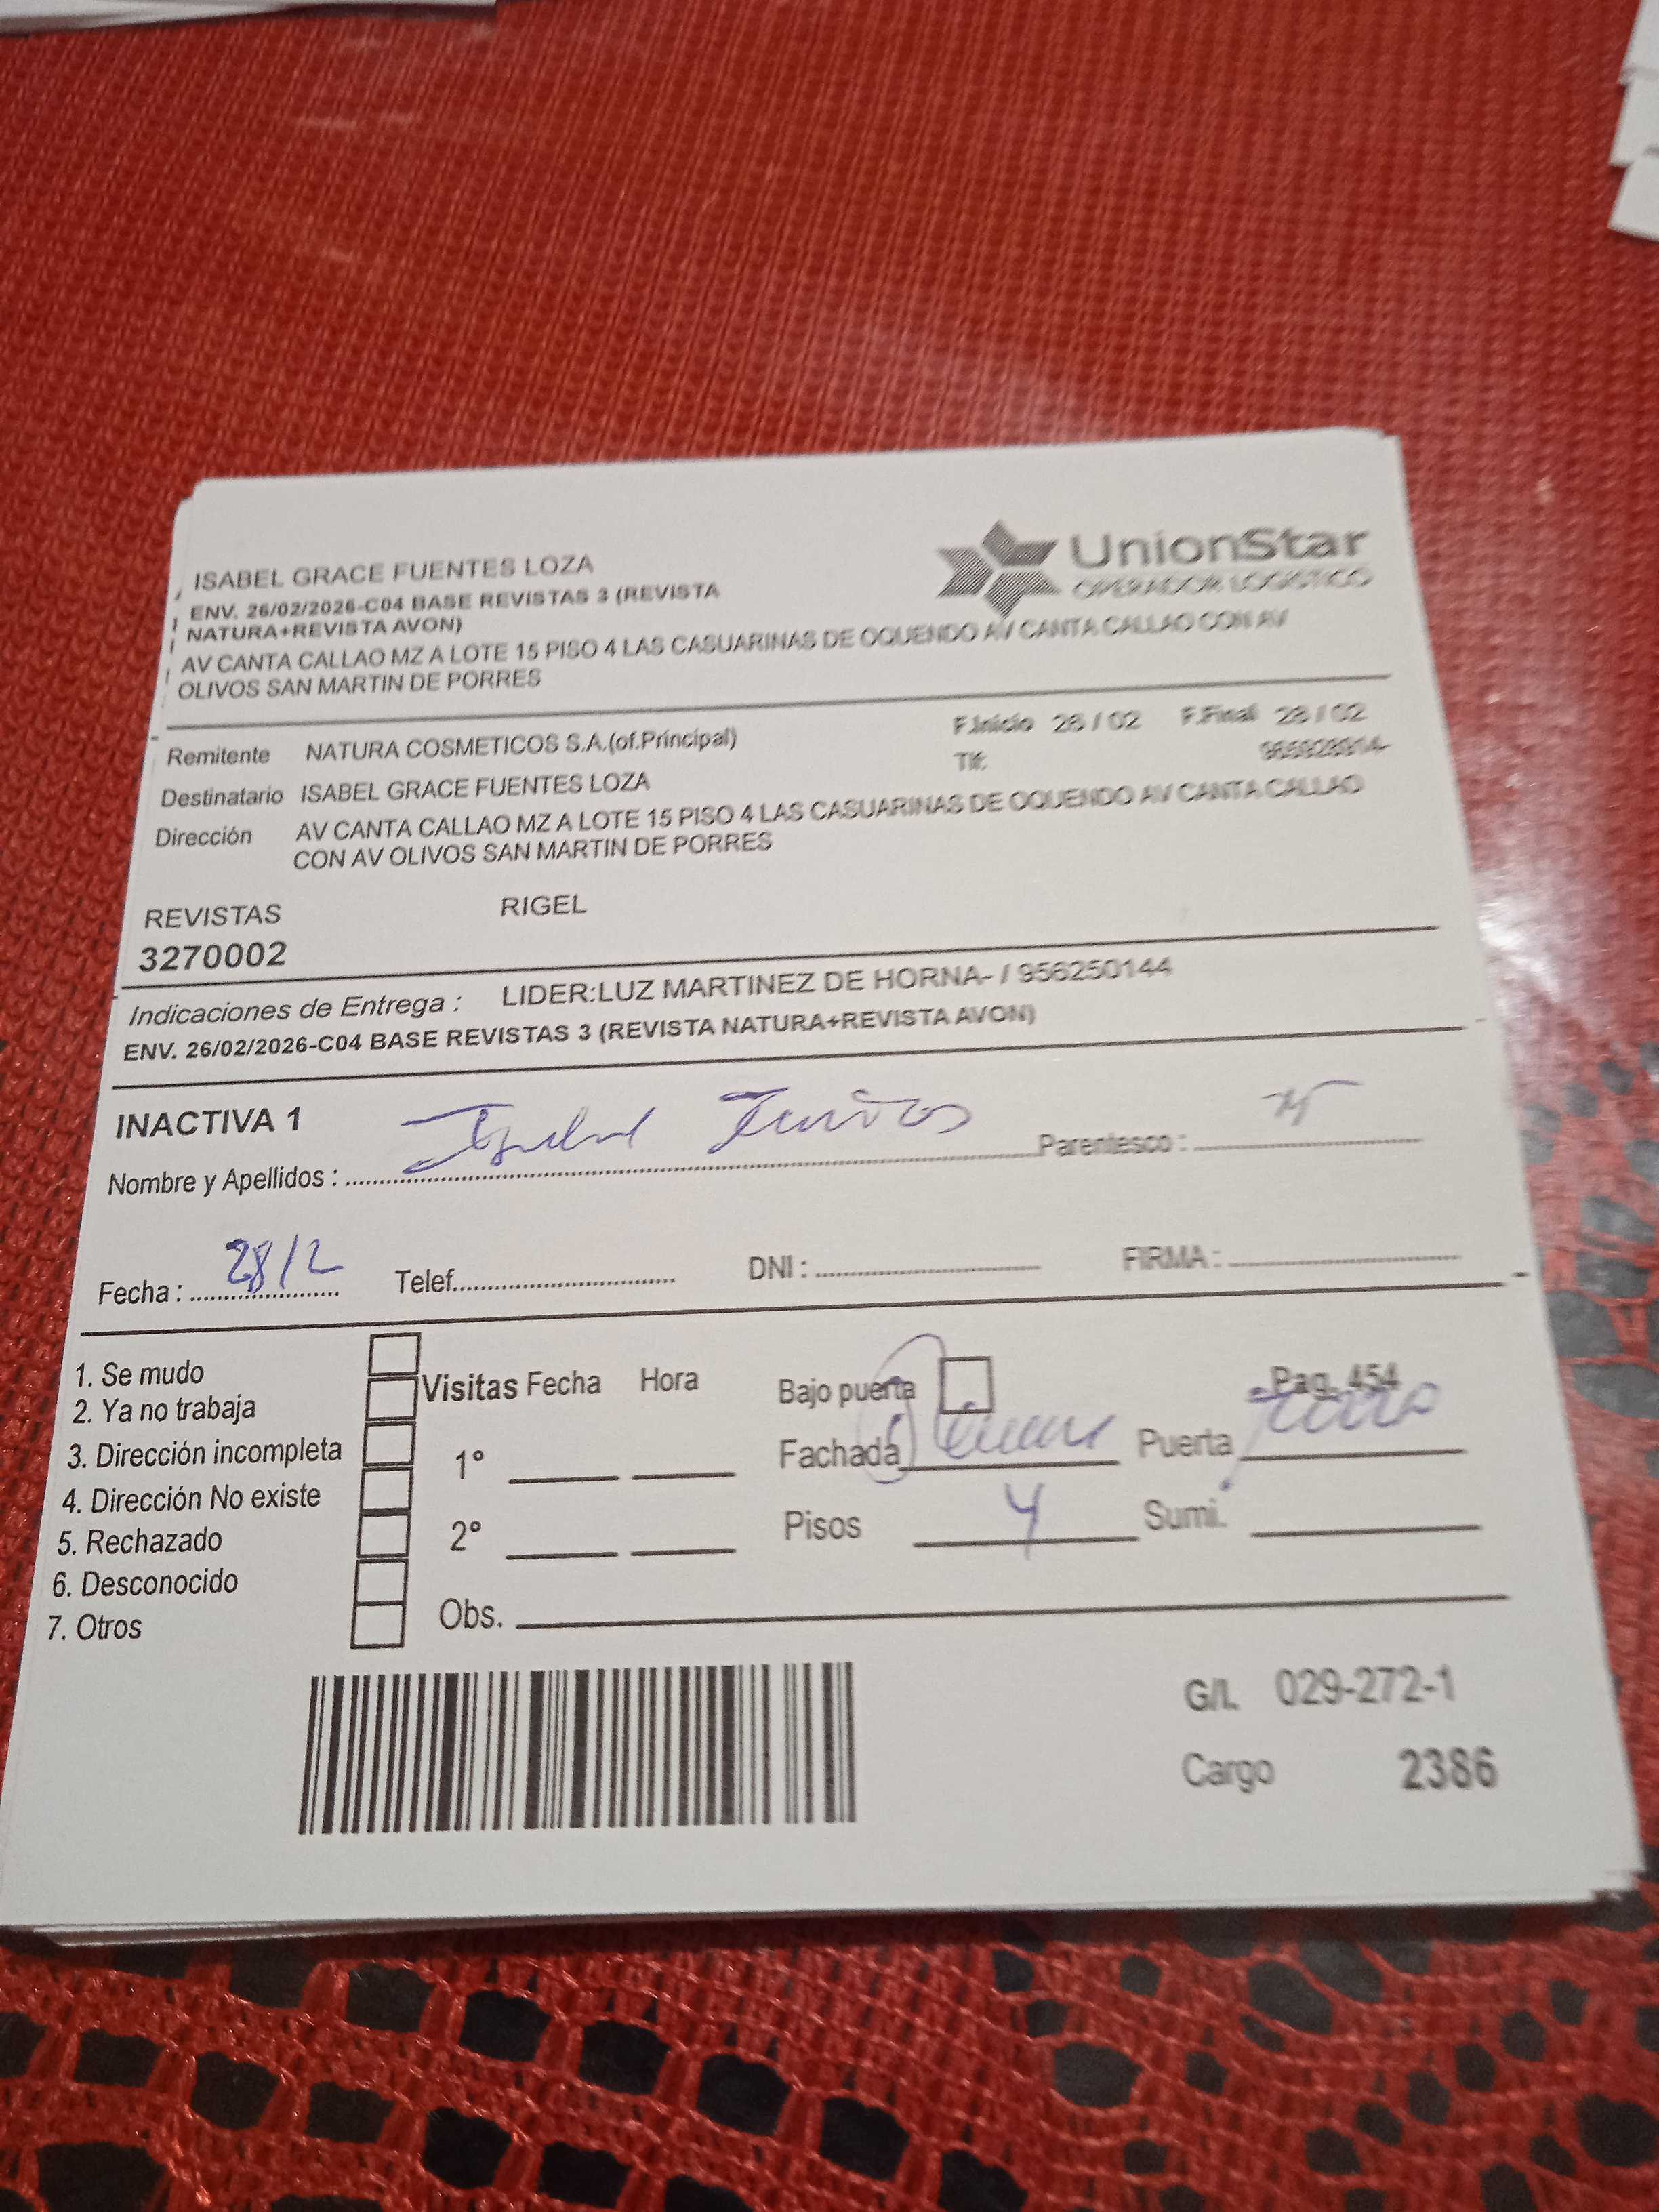 ISABEL GRACE FUENTES LOZA
UnionStar
OPERADOR LOGISTICO
ENV. 26/02/2026-C04 BASE REVISTAS 3 (REVISTA
NATURA+REVISTA AVON)
AV CANTA CALLAO MZ A LOTE 15 PISO 4 LAS CASUARINAS DE OQUENDO AV CANTA CALLAO CON AV
OLIVOS SAN MARTIN DE PORRES
Remitente NATURA COSMETICOS S.A.(of.Principal)
F.Inicio 26 / 02 F.Final 28 / 02
Tlf:
Destinatario ISABEL GRACE FUENTES LOZA
Dirección AV CANTA CALLAO MZ A LOTE 15 PISO 4 LAS CASUARINAS DE OQUENDO AV CANTA CALLAO
CON AV OLIVOS SAN MARTIN DE PORRES
REVISTAS RIGEL
3270002
Indicaciones de Entrega : LIDER:LUZ MARTINEZ DE HORNA- / 956250144
ENV. 26/02/2026-C04 BASE REVISTAS 3 (REVISTA NATURA+REVISTA AVON)
INACTIVA 1
Nombre y Apellidos : Parentesco :
Fecha : 28/2 Telef. DNI : FIRMA :
1. Se mudo
2. Ya no trabaja
3. Dirección incompleta
4. Dirección No existe
5. Rechazado
6. Desconocido
7. Otros
Visitas Fecha Hora
1°
2°
Bajo puerta Pag. 454
Fachada Puerta
Pisos 4 Sumi.
Obs.
G/L 029-272-1
Cargo 2386